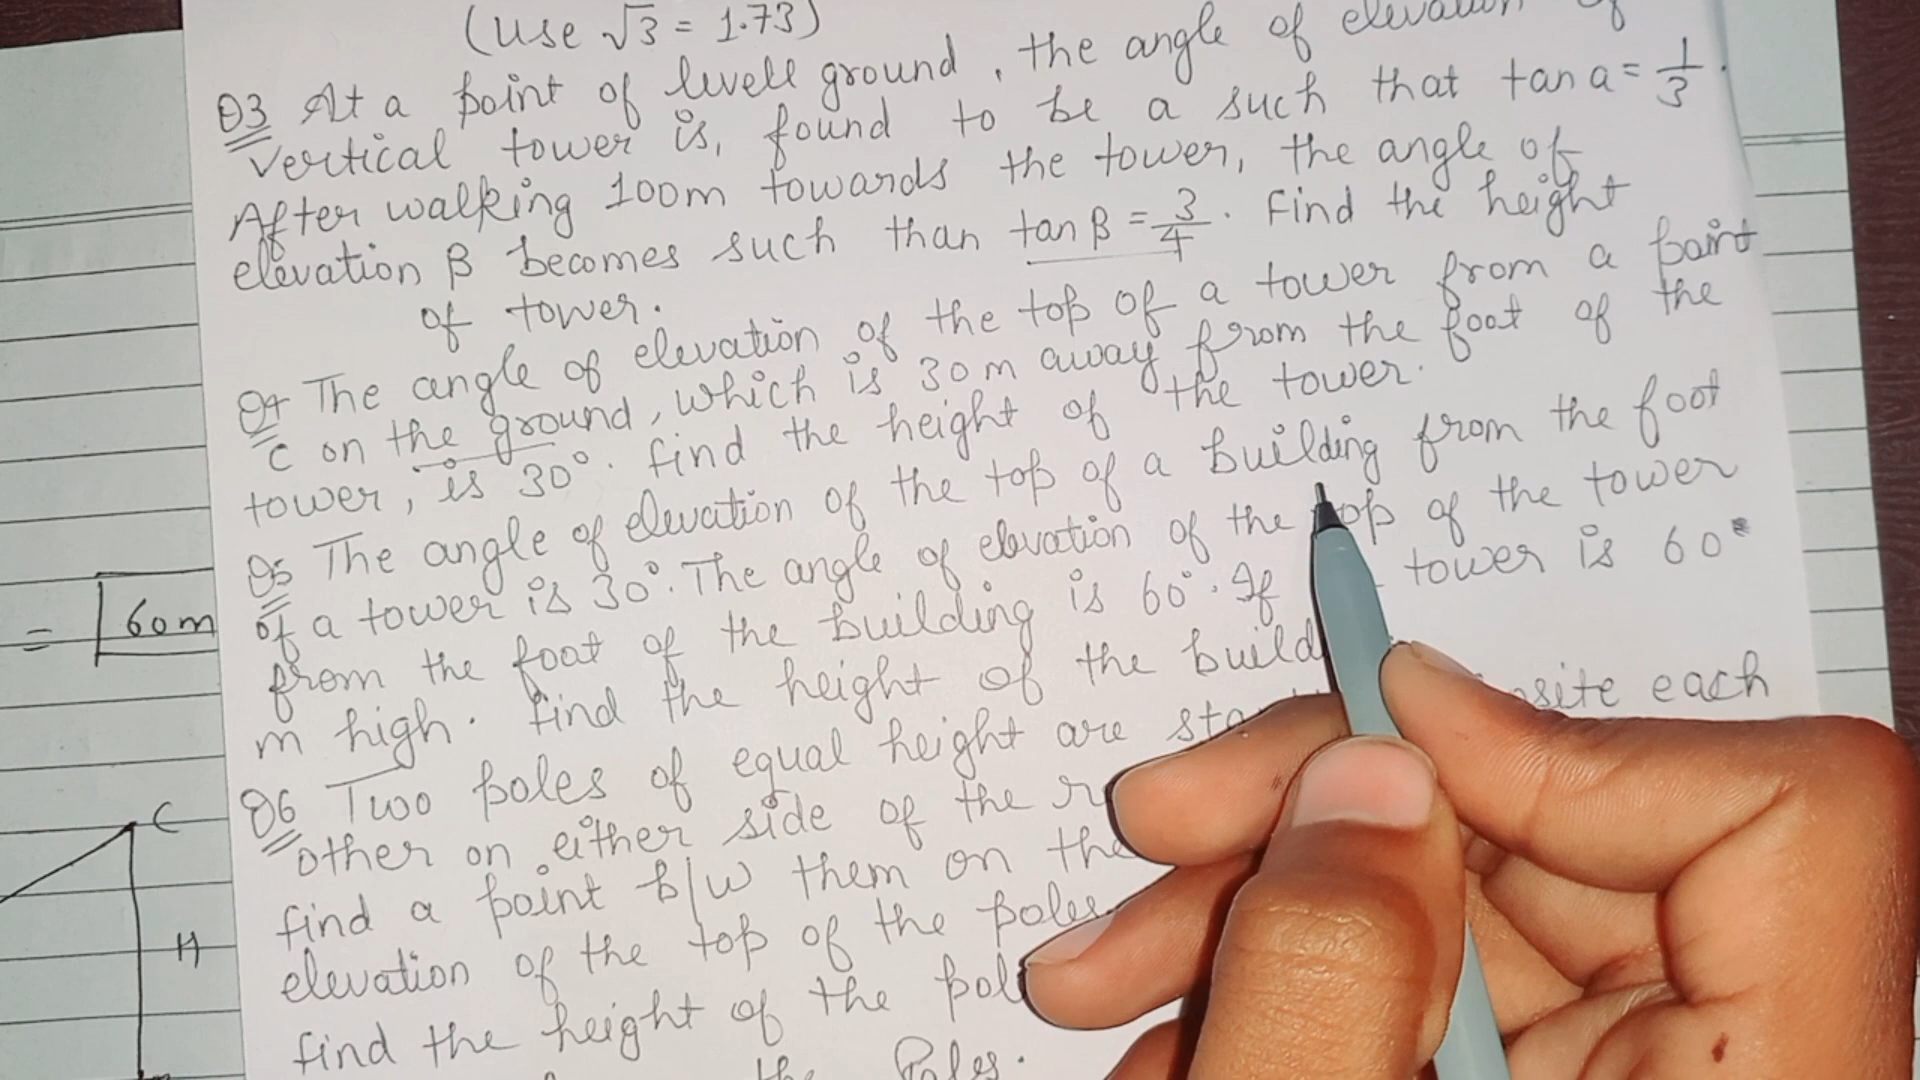 (Use √3 = 1.73)
Q3 At a point of levell ground, the angle of elevation of
vertical tower is, found to be a such that tan a = 1/3.
After walking 100m towards the tower, the angle of
elevation β becomes such than tan β = 3/4. Find the height
of tower.
Q4 The angle of elevation of the top of a tower from a point
C on the ground, which is 30m away from the foot of the
tower, is 30°. find the height of the tower.
Q5 The angle of elevation of the top of a building from the foot
of a tower is 30°. The angle of elevation of the top of the tower
from the foot of the building is 60°. If tower is 60
m high. find the height of the build
Q6 Two poles of equal height are sta site each
other on either side of the r
find a point b/w them on the
elevation of the top of the poles
find the height of the pol
the Poles.
= 60m
C
H